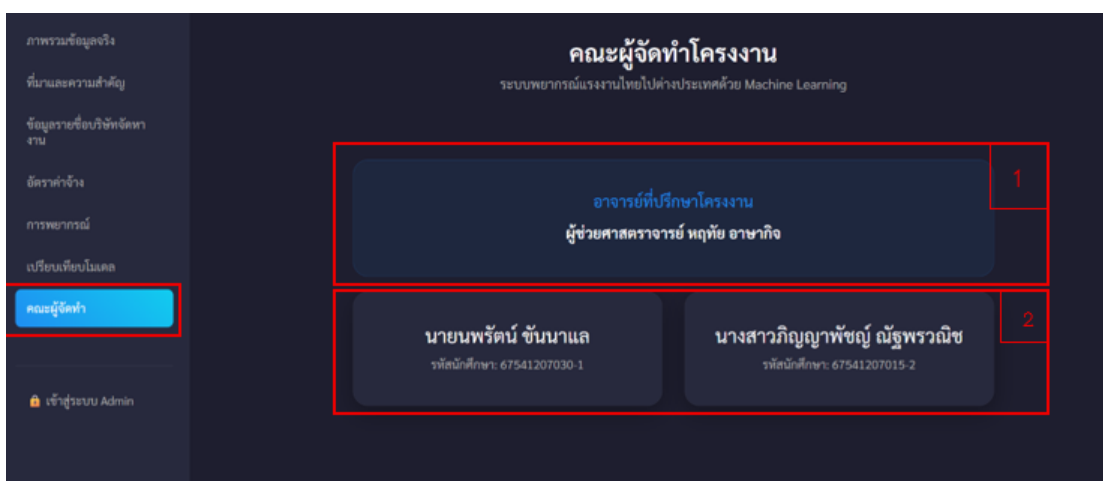 ภาพรวมข้อมูลจริง
ที่มาและความสำคัญ
ข้อมูลรายชื่อบริษัทจัดหา
งาน
อัตราค่าจ้าง
การพยากรณ์
เปรียบเทียบโมเดล
คณะผู้จัดทำ
เข้าสู่ระบบ Admin
คณะผู้จัดทำโครงงาน
ระบบพยากรณ์แรงงานไทยไปต่างประเทศด้วย Machine Learning
1
อาจารย์ที่ปรึกษาโครงงาน
ผู้ช่วยศาสตราจารย์ หฤทัย อาษากิจ
2
นายนพรัตน์ ขันนาแล
รหัสนักศึกษา: 67541207030-1
นางสาวภิญญาพัชญ์ ณัฐพรวณิช
รหัสนักศึกษา: 67541207015-2